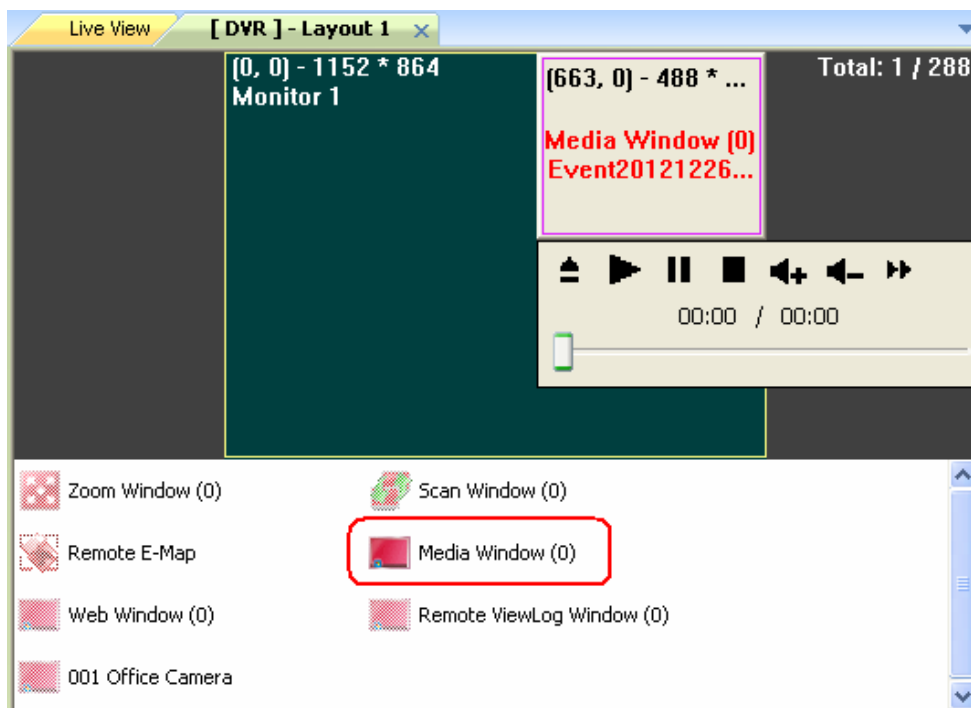 Live View
[ DVR ] - Layout 1
(0, 0) - 1152 * 864
Monitor 1
(663, 0) - 488 * ...
Media Window (0)
Event20121226...
Total: 1 / 288
00:00 / 00:00
Zoom Window (0)
Scan Window (0)
Remote E-Map
Media Window (0)
Web Window (0)
Remote ViewLog Window (0)
001 Office Camera